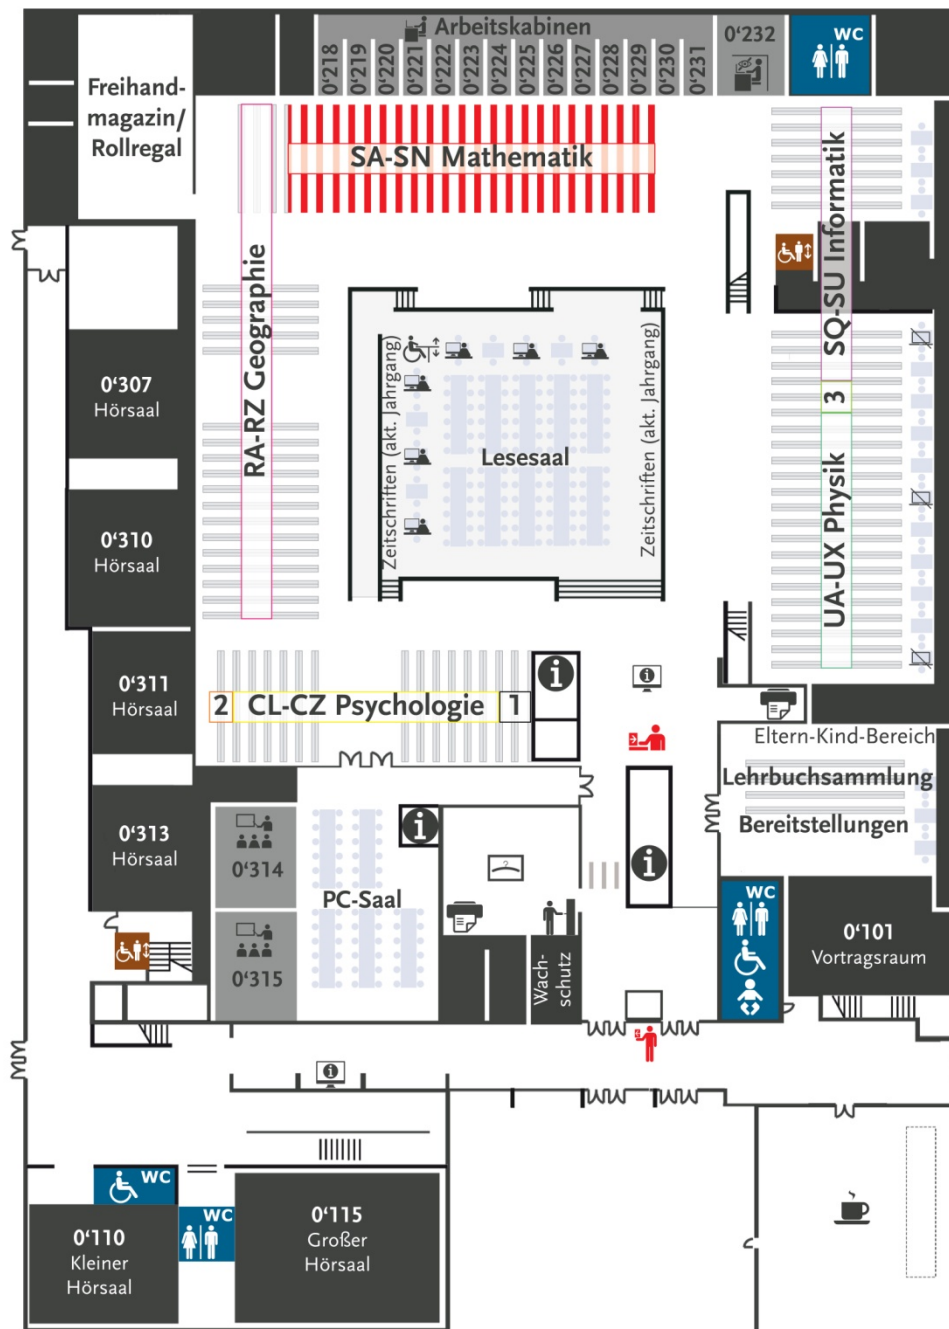 Arbeitskabinen
0‘218
0‘219
0‘220
0‘221
0‘222
0‘223
0‘224
0‘225
0‘226
0‘227
0‘228
0‘229
0‘230
0‘231
0‘232
WC
Freihand-
magazin/
Rollregal
SA-SN Mathematik
RA-RZ Geographie
SQ-SU Informatik
3
UA-UX Physik
0‘307
Hörsaal
0‘310
Hörsaal
0‘311
Hörsaal
0‘313
Hörsaal
Zeitschriften (akt. Jahrgang)
Lesesaal
Zeitschriften (akt. Jahrgang)
2
CL-CZ Psychologie
1
i
i
Eltern-Kind-Bereich
Lehrbuchsammlung
Bereitstellungen
0‘314
0‘315
PC-Saal
i
i
Wach-
schutz
WC
0‘101
Vortragsraum
i
WC
WC
0‘110
Kleiner
Hörsaal
0‘115
Großer
Hörsaal